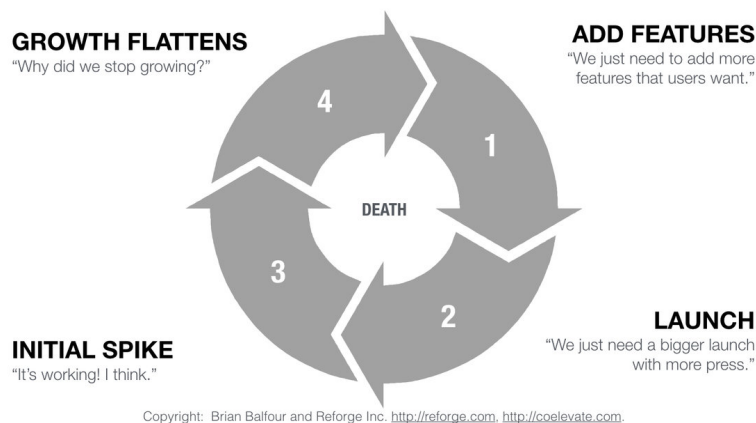 GROWTH FLATTENS
“Why did we stop growing?”
ADD FEATURES
“We just need to add more
features that users want.”
4
1
DEATH
3
2
INITIAL SPIKE
“It’s working! I think.”
LAUNCH
“We just need a bigger launch
with more press.”
Copyright:  Brian Balfour and Reforge Inc. http://reforge.com, http://coelevate.com.